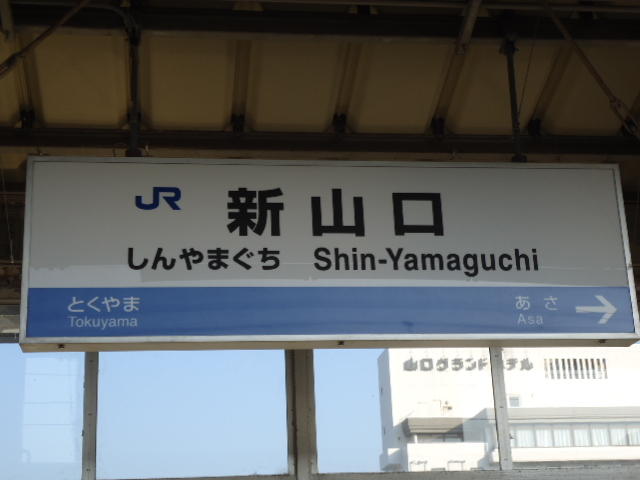 JR 新山口
しんやまぐち Shin-Yamaguchi
とくやま あさ
Tokuyama Asa
山口グランドホテル